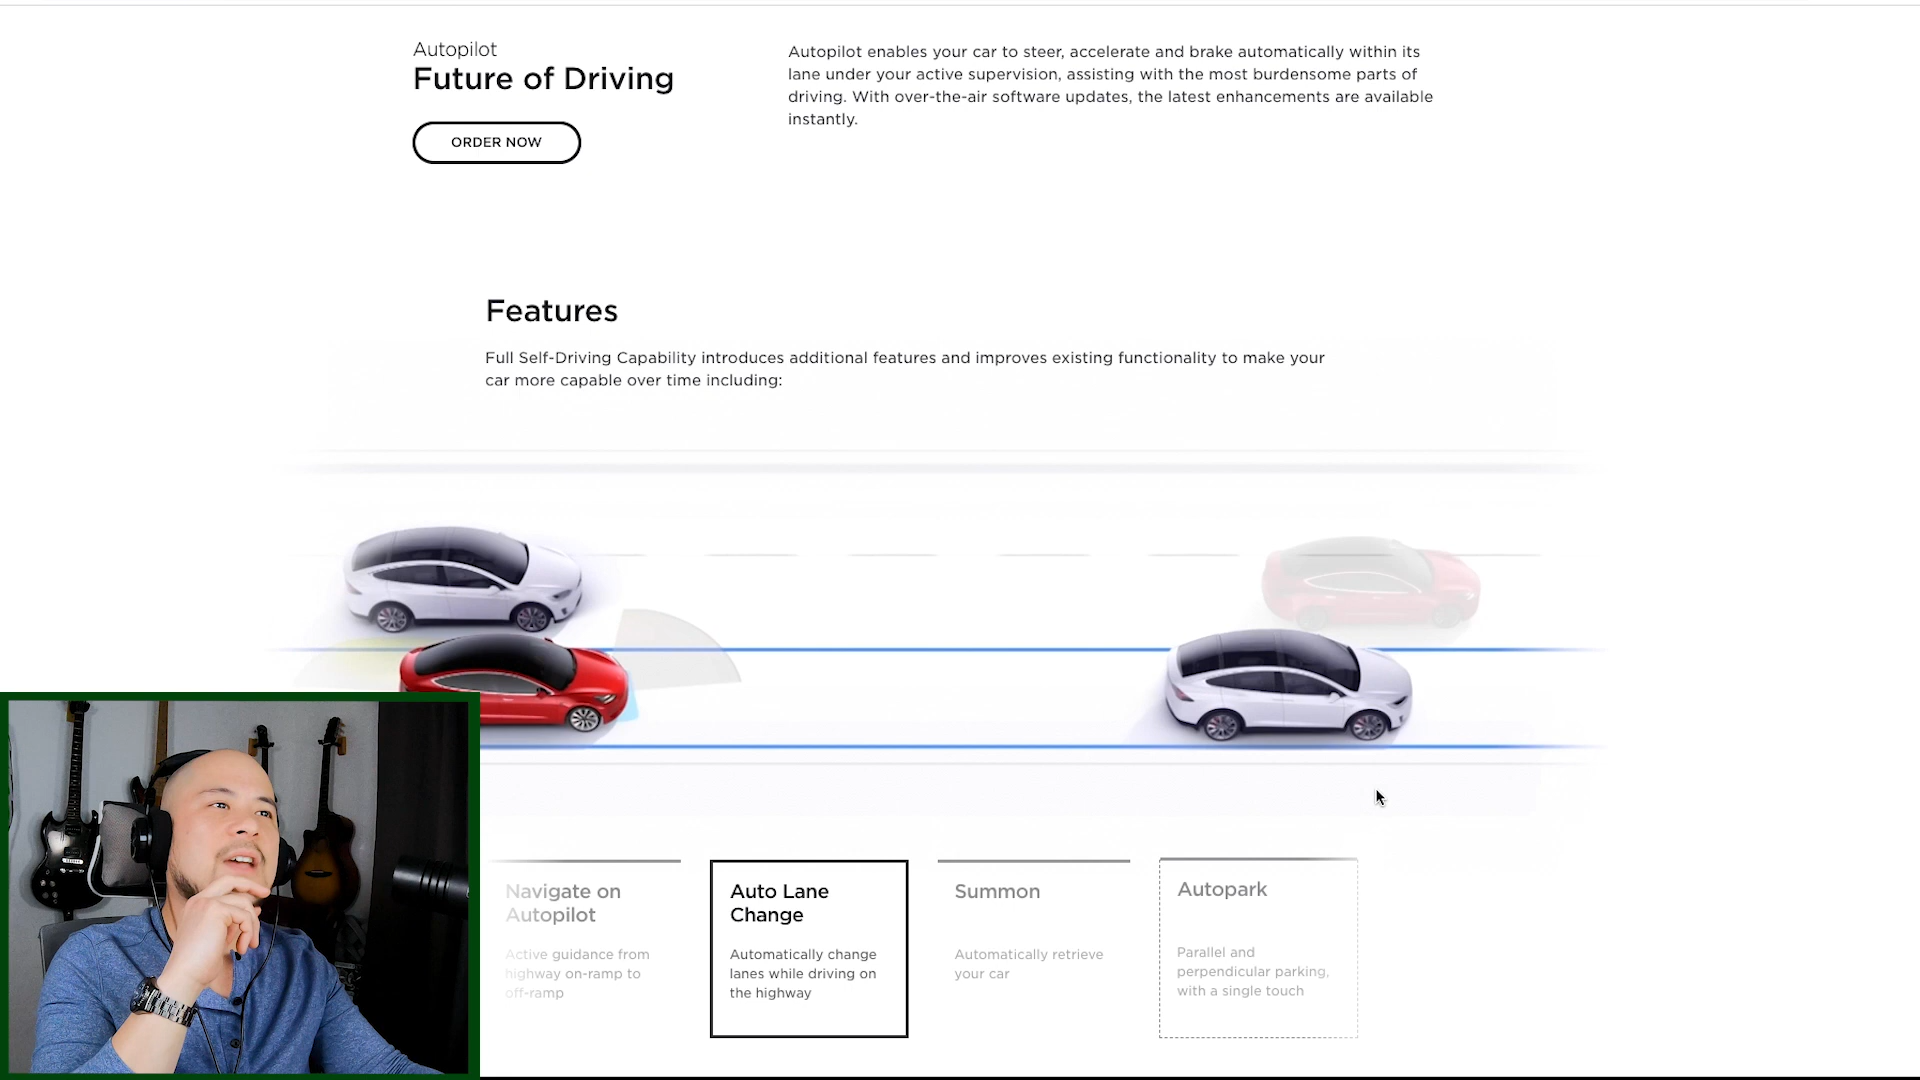 Autopilot
Future of Driving
ORDER NOW
Autopilot enables your car to steer, accelerate and brake automatically within its
lane under your active supervision, assisting with the most burdensome parts of
driving. With over-the-air software updates, the latest enhancements are available
instantly.
Features
Full Self-Driving Capability introduces additional features and improves existing functionality to make your
car more capable over time including:
Navigate on
Autopilot
Active guidance from
highway on-ramp to
off-ramp
Auto Lane
Change
Automatically change
lanes while driving on
the highway
Summon
Automatically retrieve
your car
Autopark
Parallel and
perpendicular parking,
with a single touch